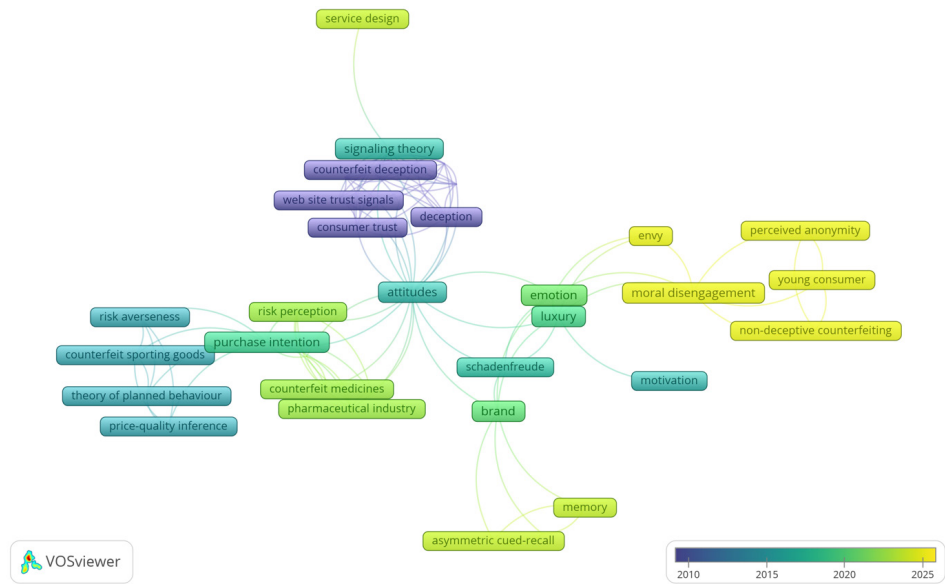 service design
signaling theory
counterfeit deception
web site trust signals
deception
consumer trust
envy
perceived anonymity
young consumer
attitudes
emotion
moral disengagement
luxury
non-deceptive counterfeiting
risk averseness
risk perception
purchase intention
counterfeit sporting goods
schadenfreude
motivation
theory of planned behaviour
counterfeit medicines
pharmaceutical industry
brand
price-quality inference
memory
asymmetric cued-recall
VOSviewer
2010 2015 2020 2025